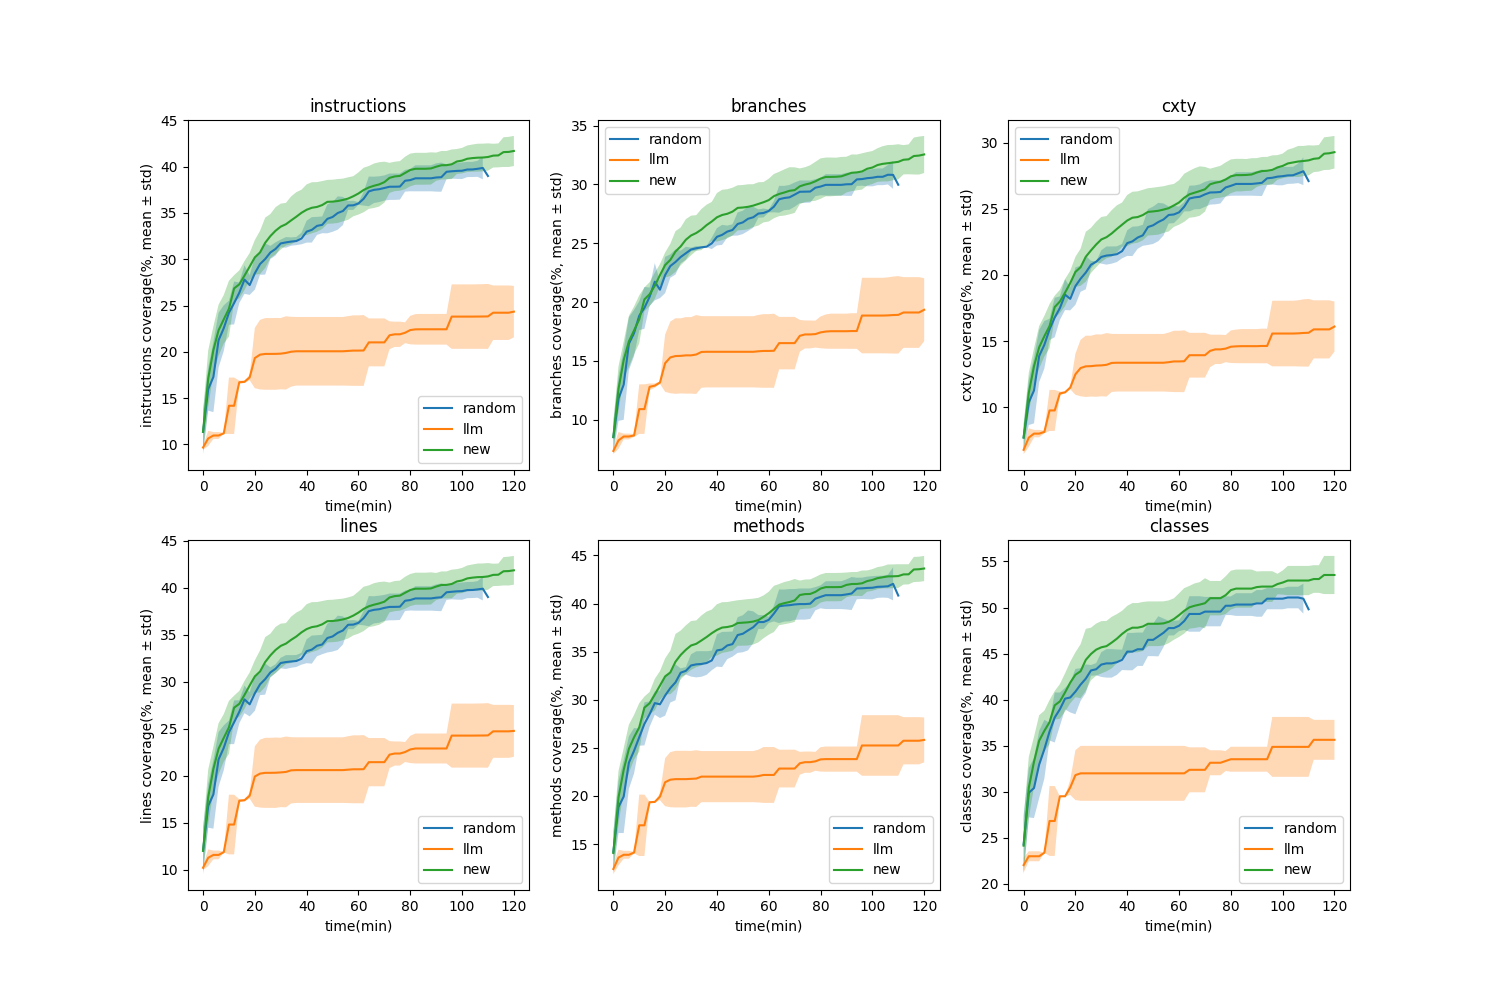 instructions
instructions coverage(%, mean ± std)
45
40
35
30
25
20
15
10
random
llm
new
0 20 40 60 80 100 120
time(min)
branches
branches coverage(%, mean ± std)
35
30
25
20
15
10
random
llm
new
0 20 40 60 80 100 120
time(min)
cxty
cxty coverage(%, mean ± std)
30
25
20
15
10
random
llm
new
0 20 40 60 80 100 120
time(min)
lines
lines coverage(%, mean ± std)
45
40
35
30
25
20
15
10
random
llm
new
0 20 40 60 80 100 120
time(min)
methods
methods coverage(%, mean ± std)
45
40
35
30
25
20
15
random
llm
new
0 20 40 60 80 100 120
time(min)
classes
classes coverage(%, mean ± std)
55
50
45
40
35
30
25
20
random
llm
new
0 20 40 60 80 100 120
time(min)